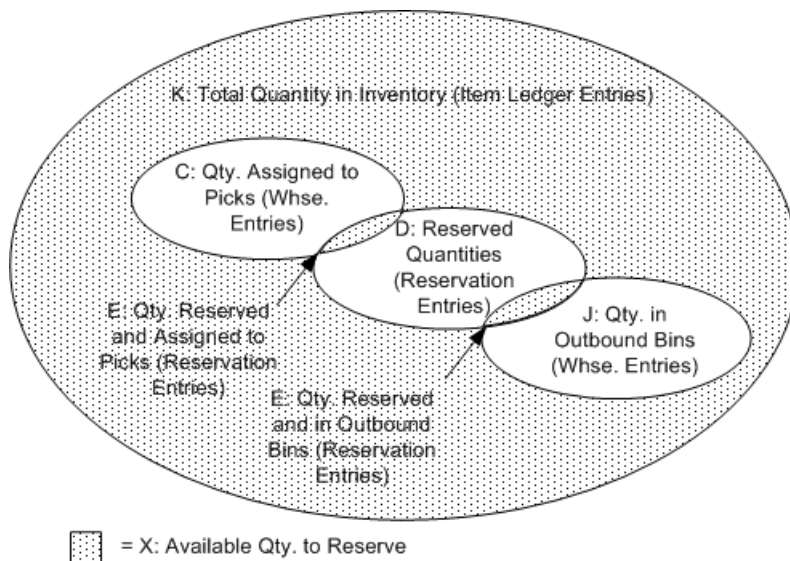 K: Total Quantity in Inventory (Item Ledger Entries)
C: Qty. Assigned to
Picks (Whse.
Entries)
D: Reserved
Quantities
(Reservation
Entries)
E: Qty. Reserved
and Assigned to
Picks (Reservation
Entries)
J: Qty. in
Outbound Bins
(Whse. Entries)
E: Qty. Reserved
and in Outbound
Bins (Reservation
Entries)
= X: Available Qty. to Reserve